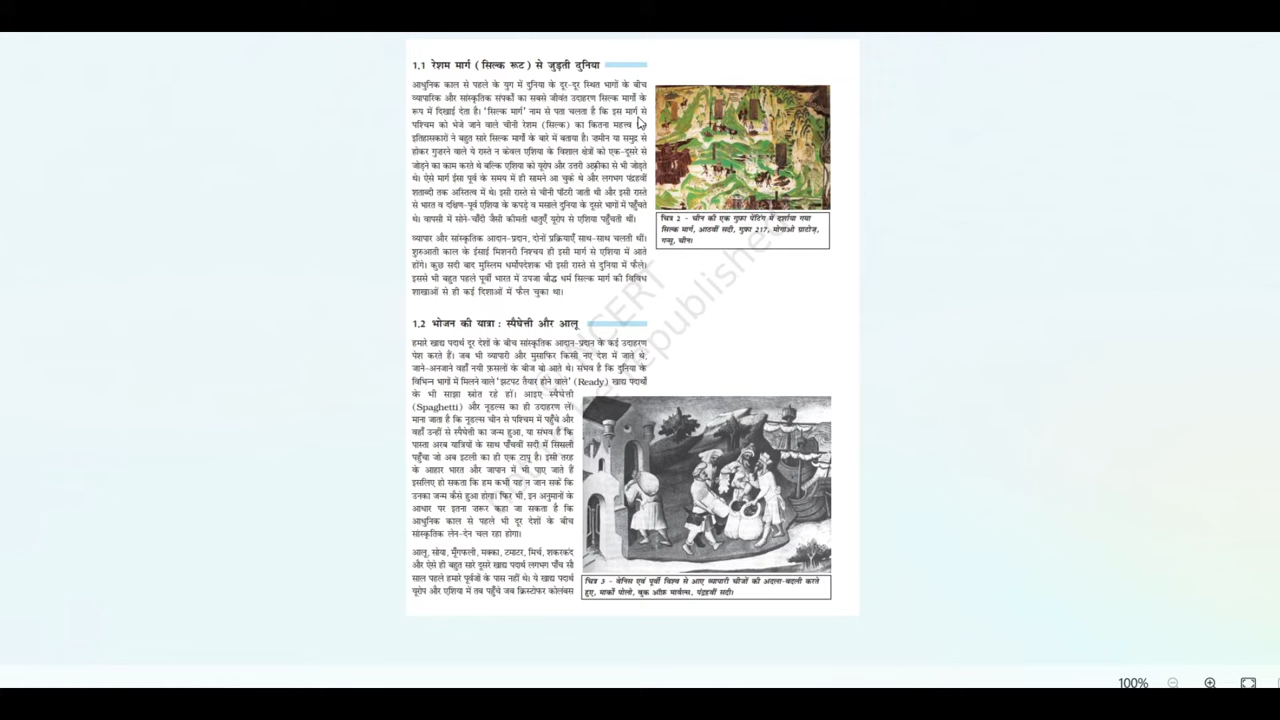 1.1 रेशम मार्ग ( सिल्क रूट ) से जुड़ती दुनिया
आधुनिक काल से पहले के युग में दुनिया के दूर-दूर स्थित भागों के बीच
व्यापारिक और सांस्कृतिक संपर्कों का सबसे जीवंत उदाहरण सिल्क मार्गों के
रूप में दिखाई देता है। 'सिल्क मार्ग' नाम से पता चलता है कि इस मार्ग से
पश्चिम को भेजे जाने वाले चीनी रेशम (सिल्क) का कितना महत्त्व
इतिहासकारों ने बहुत सारे सिल्क मार्गों के बारे में बताया है। ज़मीन या समुद्र से
होकर गुज़रने वाले ये रास्ते न केवल एशिया के विशाल क्षेत्रों को एक-दूसरे से
जोड़ने का काम करते थे बल्कि एशिया को यूरोप और उत्तरी अफ़्रीका से भी जोड़ते
थे। ऐसे मार्ग ईसा पूर्व के समय में ही सामने आ चुके थे और लगभग पंद्रहवीं
शताब्दी तक अस्तित्व में थे। इसी रास्ते से चीनी पॉटरी जाती थी और इसी रास्ते
से भारत व दक्षिण-पूर्व एशिया के कपड़े व मसाले दुनिया के दूसरे भागों में पहुँचते
थे। वापसी में सोने-चाँदी जैसी कीमती धातुएँ यूरोप से एशिया पहुँचती थीं।
व्यापार और सांस्कृतिक आदान-प्रदान, दोनों प्रक्रियाएँ साथ-साथ चलती थीं।
शुरुआती काल के ईसाई मिशनरी निश्चय ही इसी मार्ग से एशिया में आते
होंगे। कुछ सदी बाद मुस्लिम धर्मोपदेशक भी इसी रास्ते से दुनिया में फैले।
इससे भी बहुत पहले पूर्वी भारत में उपजा बौद्ध धर्म सिल्क मार्ग की विविध
शाखाओं से ही कई दिशाओं में फैल चुका था।
चित्र 2 - चीन की एक गुफ़ा पेंटिंग में दर्शाया गया
सिल्क मार्ग, आठवीं सदी, गुफ़ा 217, मोगाओ ग्राटोज़,
गन्सू, चीन।
1.2 भोजन की यात्रा : स्पैघेत्ती और आलू
हमारे खाद्य पदार्थ दूर देशों के बीच सांस्कृतिक आदान-प्रदान के कई उदाहरण
पेश करते हैं। जब भी व्यापारी और मुसाफिर किसी नए देश में जाते थे,
जाने-अनजाने वहाँ नयी फ़सलों के बीज बो आते थे। संभव है कि दुनिया के
विभिन्न भागों में मिलने वाले 'झटपट तैयार होने वाले' (Ready) खाद्य पदार्थों
के भी साझा स्रोत रहे हों। आइए स्पैघेत्ती
(Spaghetti) और नूडल्स का ही उदाहरण लें।
माना जाता है कि नूडल्स चीन से पश्चिम में पहुँचे और
वहाँ उन्हीं से स्पैघेत्ती का जन्म हुआ, या संभव है कि
पास्ता अरब यात्रियों के साथ पाँचवीं सदी में सिसली
पहुँचा जो अब इटली का ही एक टापू है। इसी तरह
के आहार भारत और जापान में भी पाए जाते हैं
इसलिए हो सकता कि हम कभी यह न जान सकें कि
उनका जन्म कैसे हुआ होगा। फिर भी, इन अनुमानों के
आधार पर इतना ज़रूर कहा जा सकता है कि
आधुनिक काल से पहले भी दूर देशों के बीच
सांस्कृतिक लेन-देन चल रहा होगा।
आलू, सोया, मूँगफली, मक्का, टमाटर, मिर्च, शकरकंद
और ऐसे ही बहुत सारे दूसरे खाद्य पदार्थ लगभग पाँच सौ
साल पहले हमारे पूर्वजों के पास नहीं थे। ये खाद्य पदार्थ
यूरोप और एशिया में तब पहुँचे जब क्रिस्टोफर कोलंबस
चित्र 3 - वेनिस एवं पूर्वी विश्व से आए व्यापारी चीजों की अदला-बदली करते
हुए, मार्को पोलो, बुक ऑफ़ मार्वल्स, पंद्रहवीं सदी।
100%